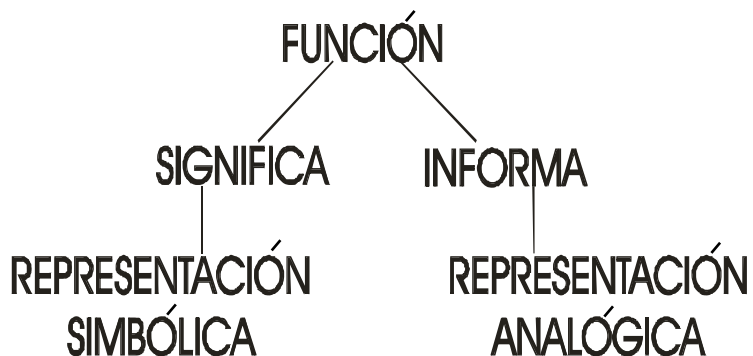 FUNCIÓN
SIGNIFICA
INFORMA
REPRESENTACIÓN
SIMBÓLICA
REPRESENTACIÓN
ANALÓGICA